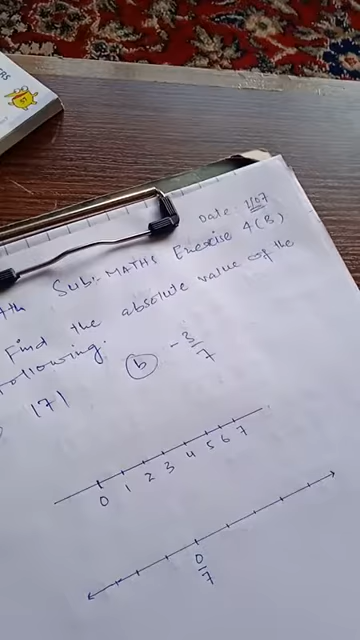 Date: 1/07
Sub:- MATHS Exercise 4(B)
Find the absolute value of the
following.
|7|
(b) -3/7
0 1 2 3 4 5 6 7
0/7